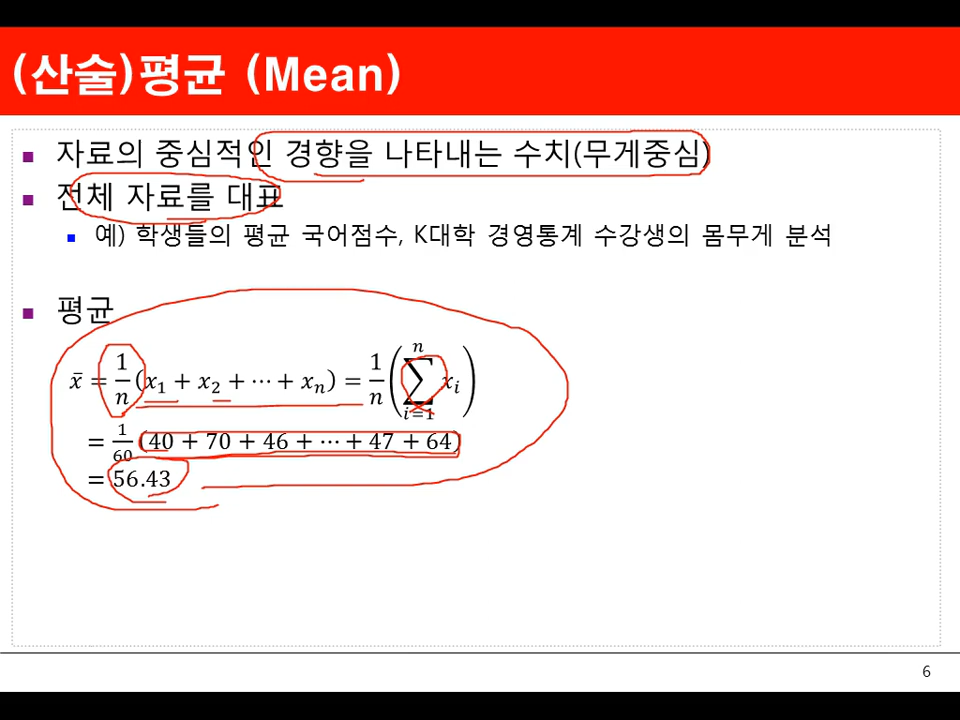 (산술)평균 (Mean)
자료의 중심적인 경향을 나타내는 수치(무게중심)
전체 자료를 대표
예) 학생들의 평균 국어점수, K대학 경영통계 수강생의 몸무게 분석
평균
x̄ = 1/n (x₁ + x₂ + ⋯ + xₙ) = 1/n (∑ⁿᵢ₌₁ xᵢ)
= 1/60 (40 + 70 + 46 + ⋯ + 47 + 64)
= 56.43
6